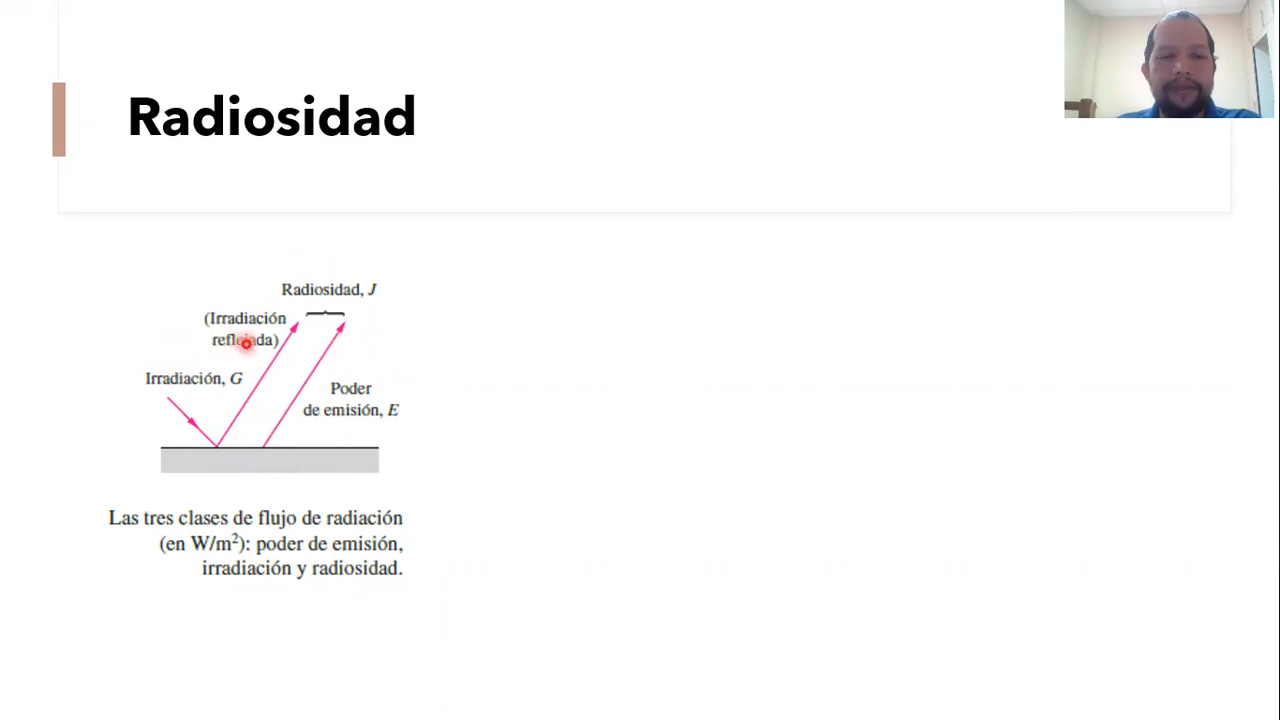 Radiosidad
Radiosidad, J
(Irradiación
reflejada)
Irradiación, G
Poder
de emisión, E
Las tres clases de flujo de radiación
(en W/m²): poder de emisión,
irradiación y radiosidad.